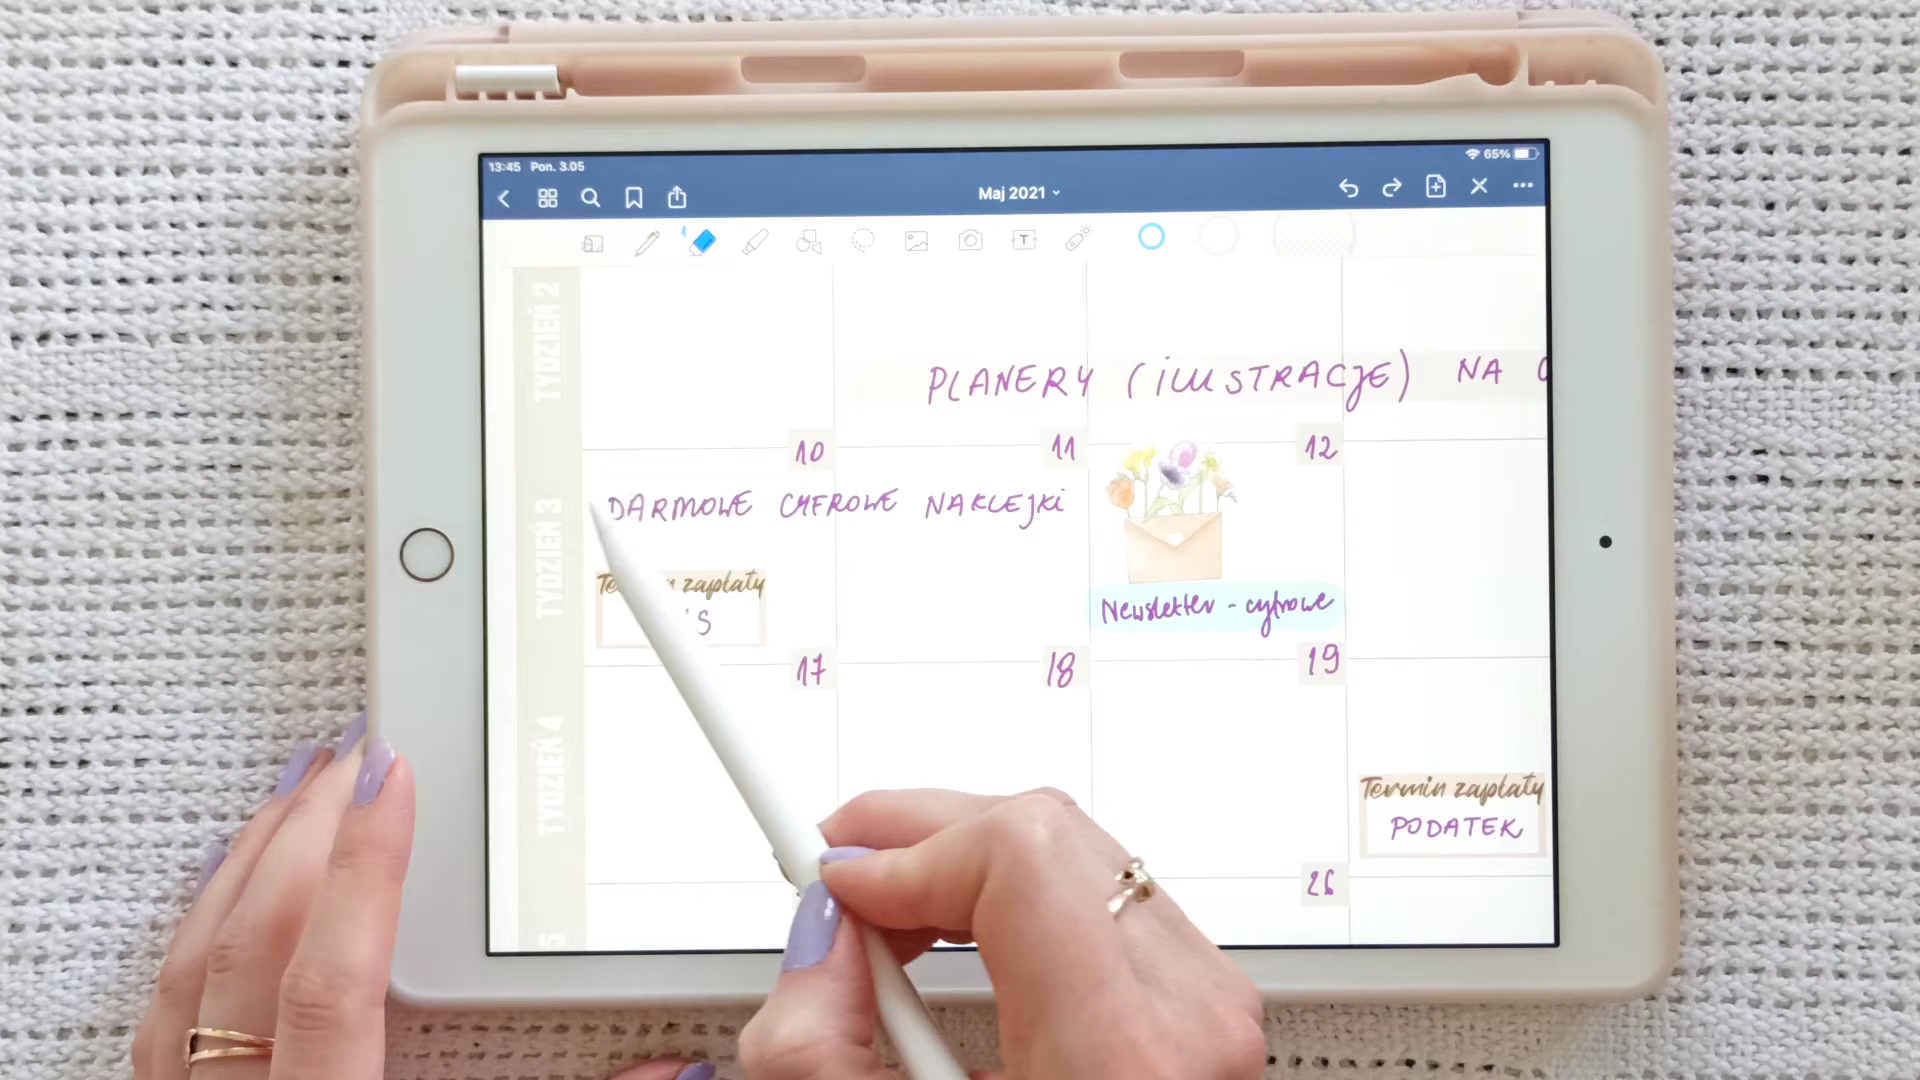 13:45 Pon. 3.05
65%
Maj 2021
T
TYDZIEŃ 2
PLANERY (ILUSTRACJE) NA
10
11
12
TYDZIEŃ 3
DARMOWE CYFROWE NAKLEJKI
zapłaty
Newsletter - cyfrowe
17
18
19
TYDZIEŃ 4
Termin zapłaty
PODATEK
26
5